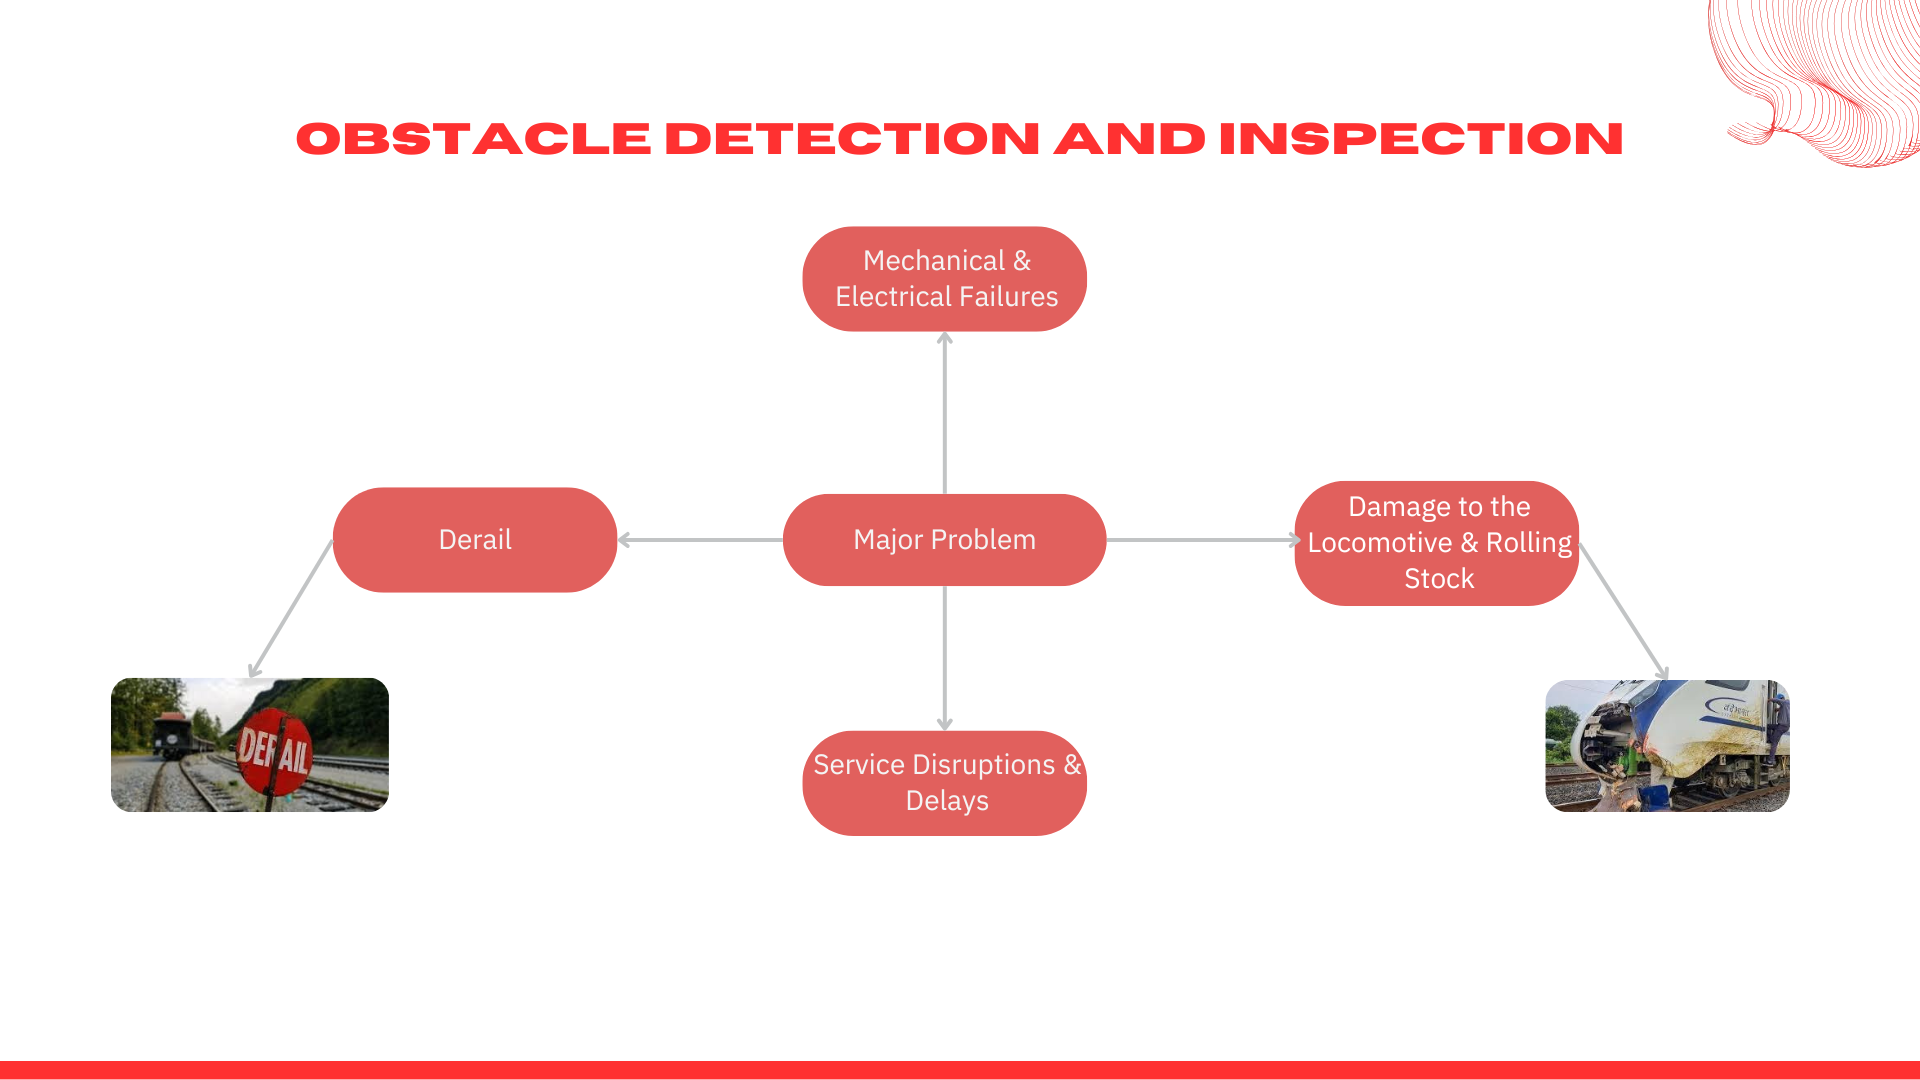 OBSTACLE DETECTION AND INSPECTION
Mechanical &
Electrical Failures
Derail
Major Problem
Damage to the
Locomotive & Rolling
Stock
Service Disruptions &
Delays
DERAIL